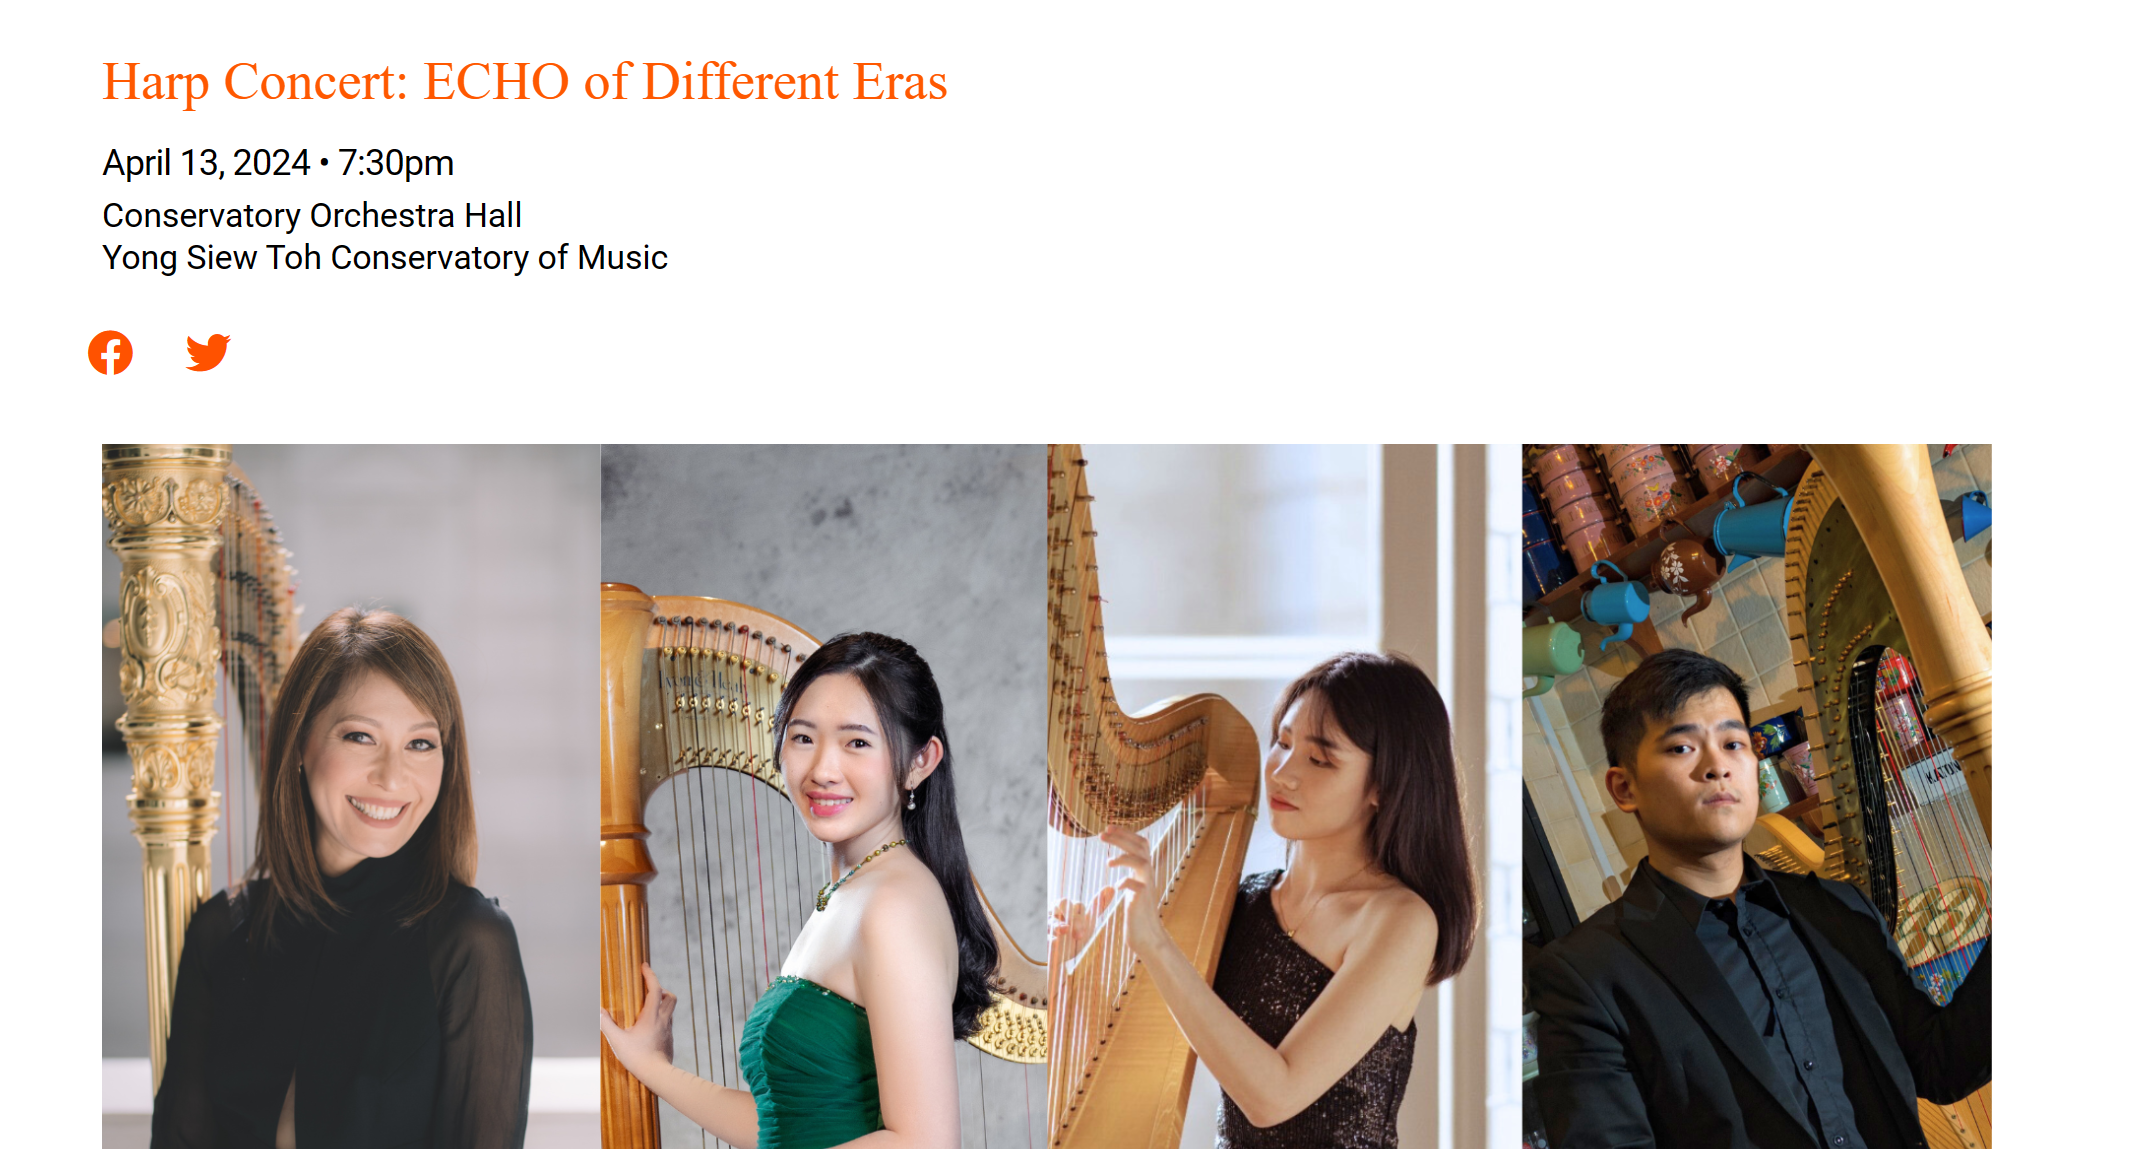 Harp Concert: ECHO of Different Eras
April 13, 2024 • 7:30pm
Conservatory Orchestra Hall
Yong Siew Toh Conservatory of Music